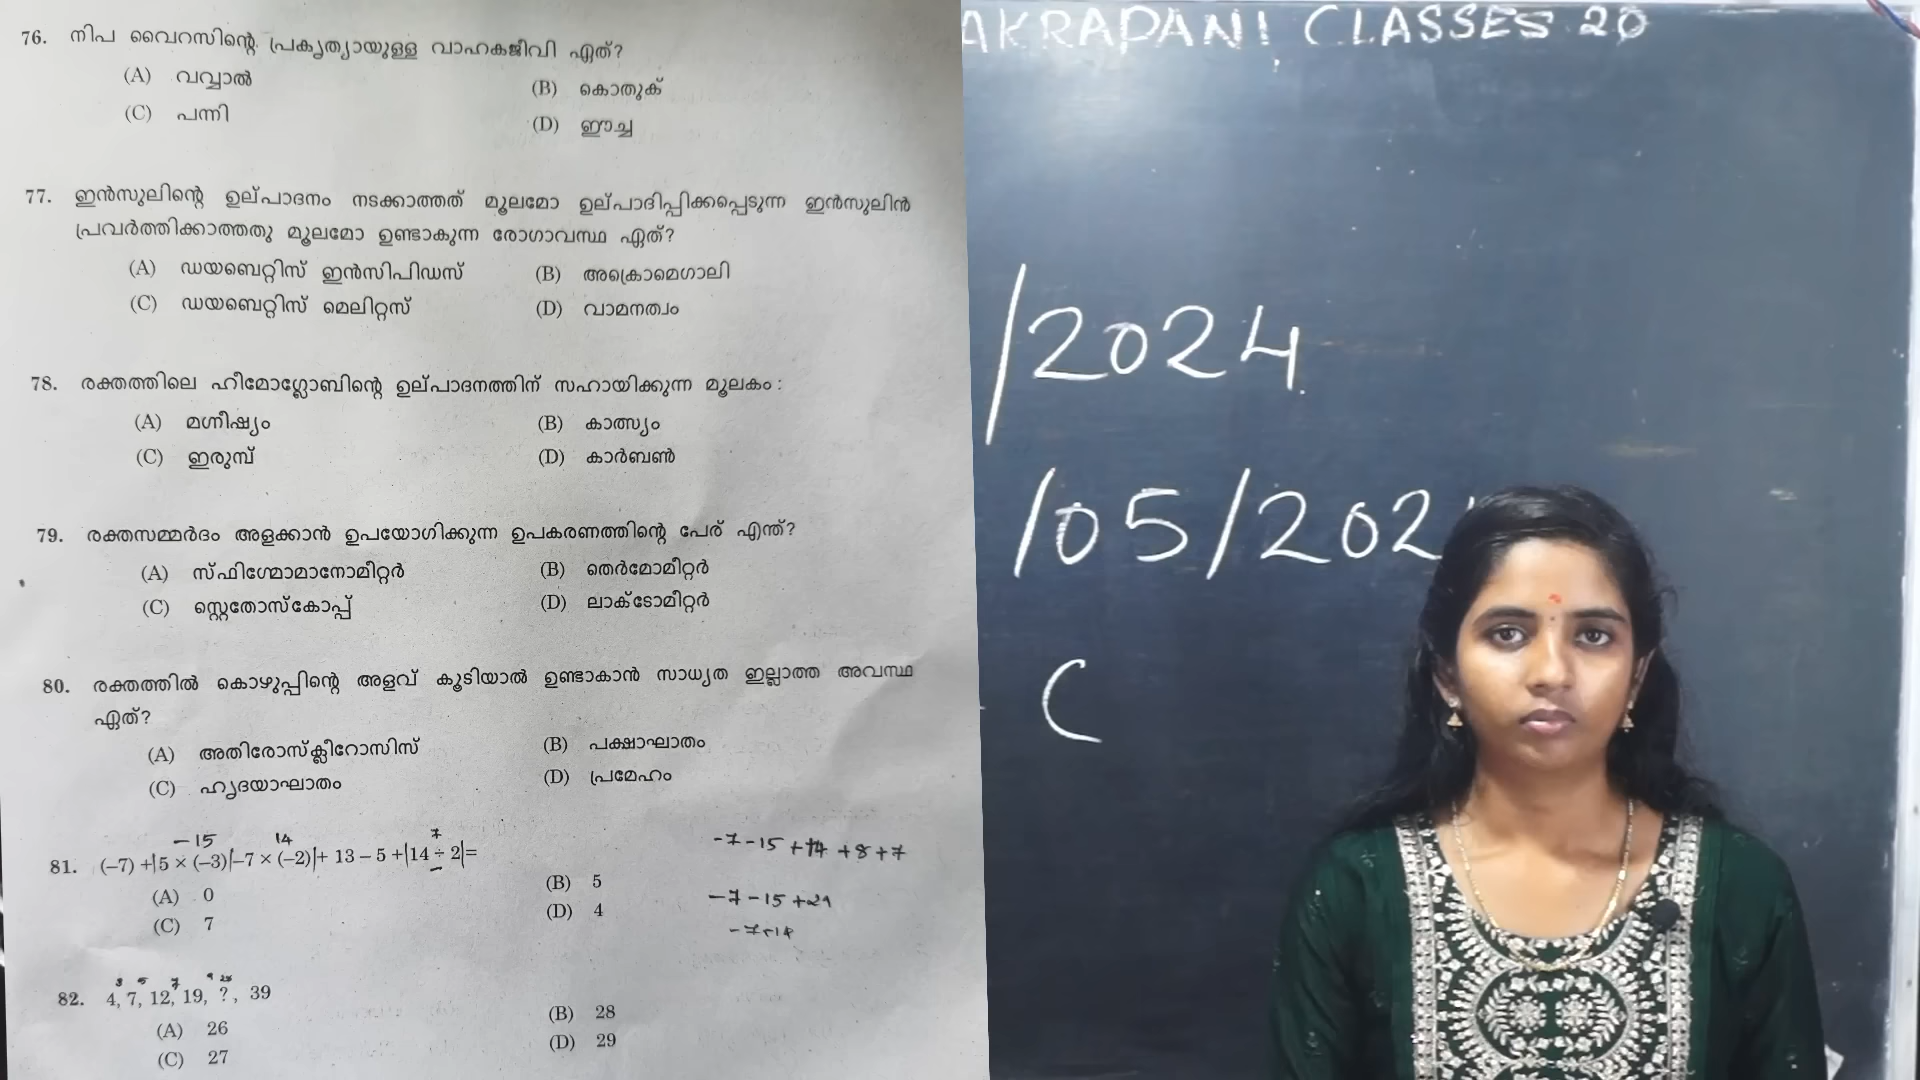 76. നിപ വൈറസിന്റെ പ്രകൃത്യായുള്ള വാഹകജീവി ഏത്?
(A) വവ്വാൽ
(B) കൊതുക്
(C) പന്നി
(D) ഈച്ച
77. ഇൻസുലിന്റെ ഉല്പാദനം നടക്കാത്തത് മൂലമോ ഉല്പാദിപ്പിക്കപ്പെടുന്ന ഇൻസുലിൻ
പ്രവർത്തിക്കാത്തതു മൂലമോ ഉണ്ടാകുന്ന രോഗാവസ്ഥ ഏത്?
(A) ഡയബെറ്റിസ് ഇൻസിപിഡസ്
(B) അക്രൊമെഗാലി
(C) ഡയബെറ്റിസ് മെലിറ്റസ്
(D) വാമനത്വം
78. രക്തത്തിലെ ഹീമോഗ്ലോബിന്റെ ഉല്പാദനത്തിന് സഹായിക്കുന്ന മൂലകം :
(A) മഗ്നീഷ്യം
(B) കാത്സ്യം
(C) ഇരുമ്പ്
(D) കാർബൺ
79. രക്തസമ്മർദം അളക്കാൻ ഉപയോഗിക്കുന്ന ഉപകരണത്തിന്റെ പേര് എന്ത്?
(A) സ്ഫിഗ്മോമാനോമീറ്റർ
(B) തെർമോമീറ്റർ
(C) സ്റ്റെതോസ്കോപ്പ്
(D) ലാക്ടോമീറ്റർ
80. രക്തത്തിൽ കൊഴുപ്പിന്റെ അളവ് കൂടിയാൽ ഉണ്ടാകാൻ സാധ്യത ഇല്ലാത്ത അവസ്ഥ
ഏത്?
(A) അതിരോസ്ക്ലീറോസിസ്
(B) പക്ഷാഘാതം
(C) ഹൃദയാഘാതം
(D) പ്രമേഹം
-15 14 7
81. (–7) +|5 × (–3)|–7 × (–2)|+ 13 – 5 +|14 ÷ 2|=
(A) 0
(B) 5
(C) 7
(D) 4
-7-15 +14 +8+7
-7-15 +29
3 5 7 9 28
82. 4, 7, 12, 19, ?, 39
(A) 26
(B) 28
(C) 27
(D) 29
AKRAPANI CLASSES 20
/2024
/05/202
C